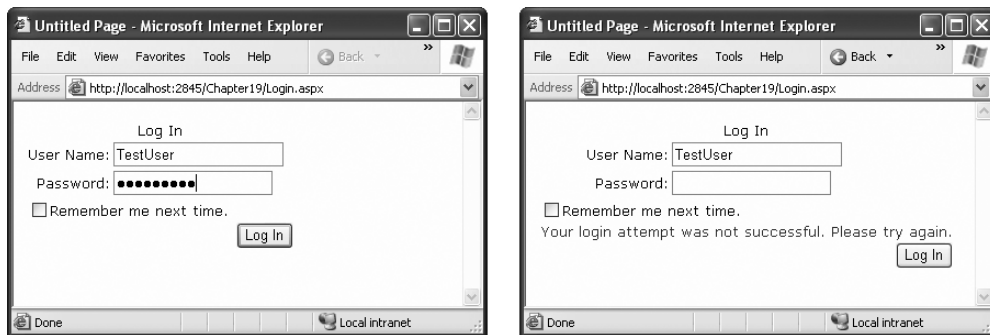 Untitled Page - Microsoft Internet Explorer
File Edit View Favorites Tools Help Back »
Address http://localhost:2845/Chapter19/Login.aspx
Log In
User Name: TestUser
Password: •••••••••
Remember me next time.
Log In
Done Local intranet
Untitled Page - Microsoft Internet Explorer
File Edit View Favorites Tools Help Back »
Address http://localhost:2845/Chapter19/Login.aspx
Log In
User Name: TestUser
Password:
Remember me next time.
Your login attempt was not successful. Please try again.
Log In
Done Local intranet